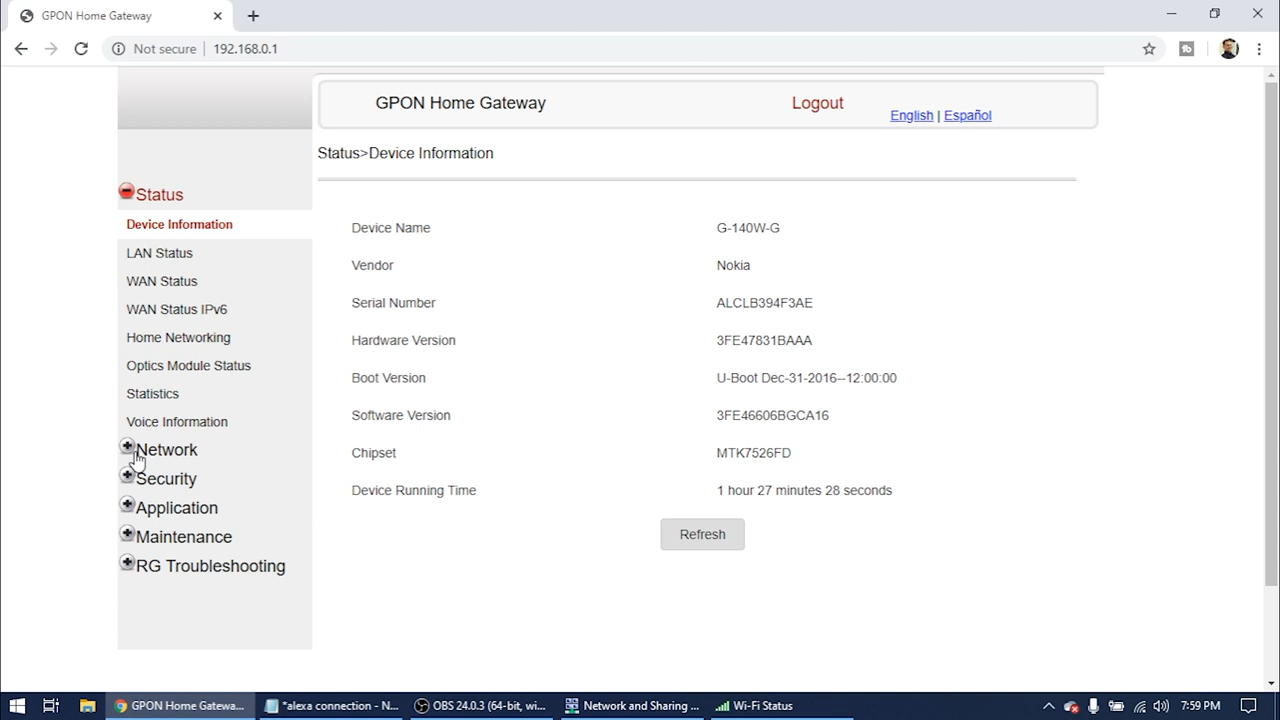 GPON Home Gateway
Not secure 192.168.0.1
GPON Home Gateway
Logout
English | Español
Status>Device Information
Status
Device Information
LAN Status
WAN Status
WAN Status IPv6
Home Networking
Optics Module Status
Statistics
Voice Information
Network
Security
Application
Maintenance
RG Troubleshooting
Device Name G-140W-G
Vendor Nokia
Serial Number ALCLB394F3AE
Hardware Version 3FE47831BAAA
Boot Version U-Boot Dec-31-2016--12:00:00
Software Version 3FE46606BGCA16
Chipset MTK7526FD
Device Running Time 1 hour 27 minutes 28 seconds
Refresh
GPON Home Gatewa... *alexa connection - N... OBS 24.0.3 (64-bit, wi... Network and Sharing ... Wi-Fi Status 7:59 PM